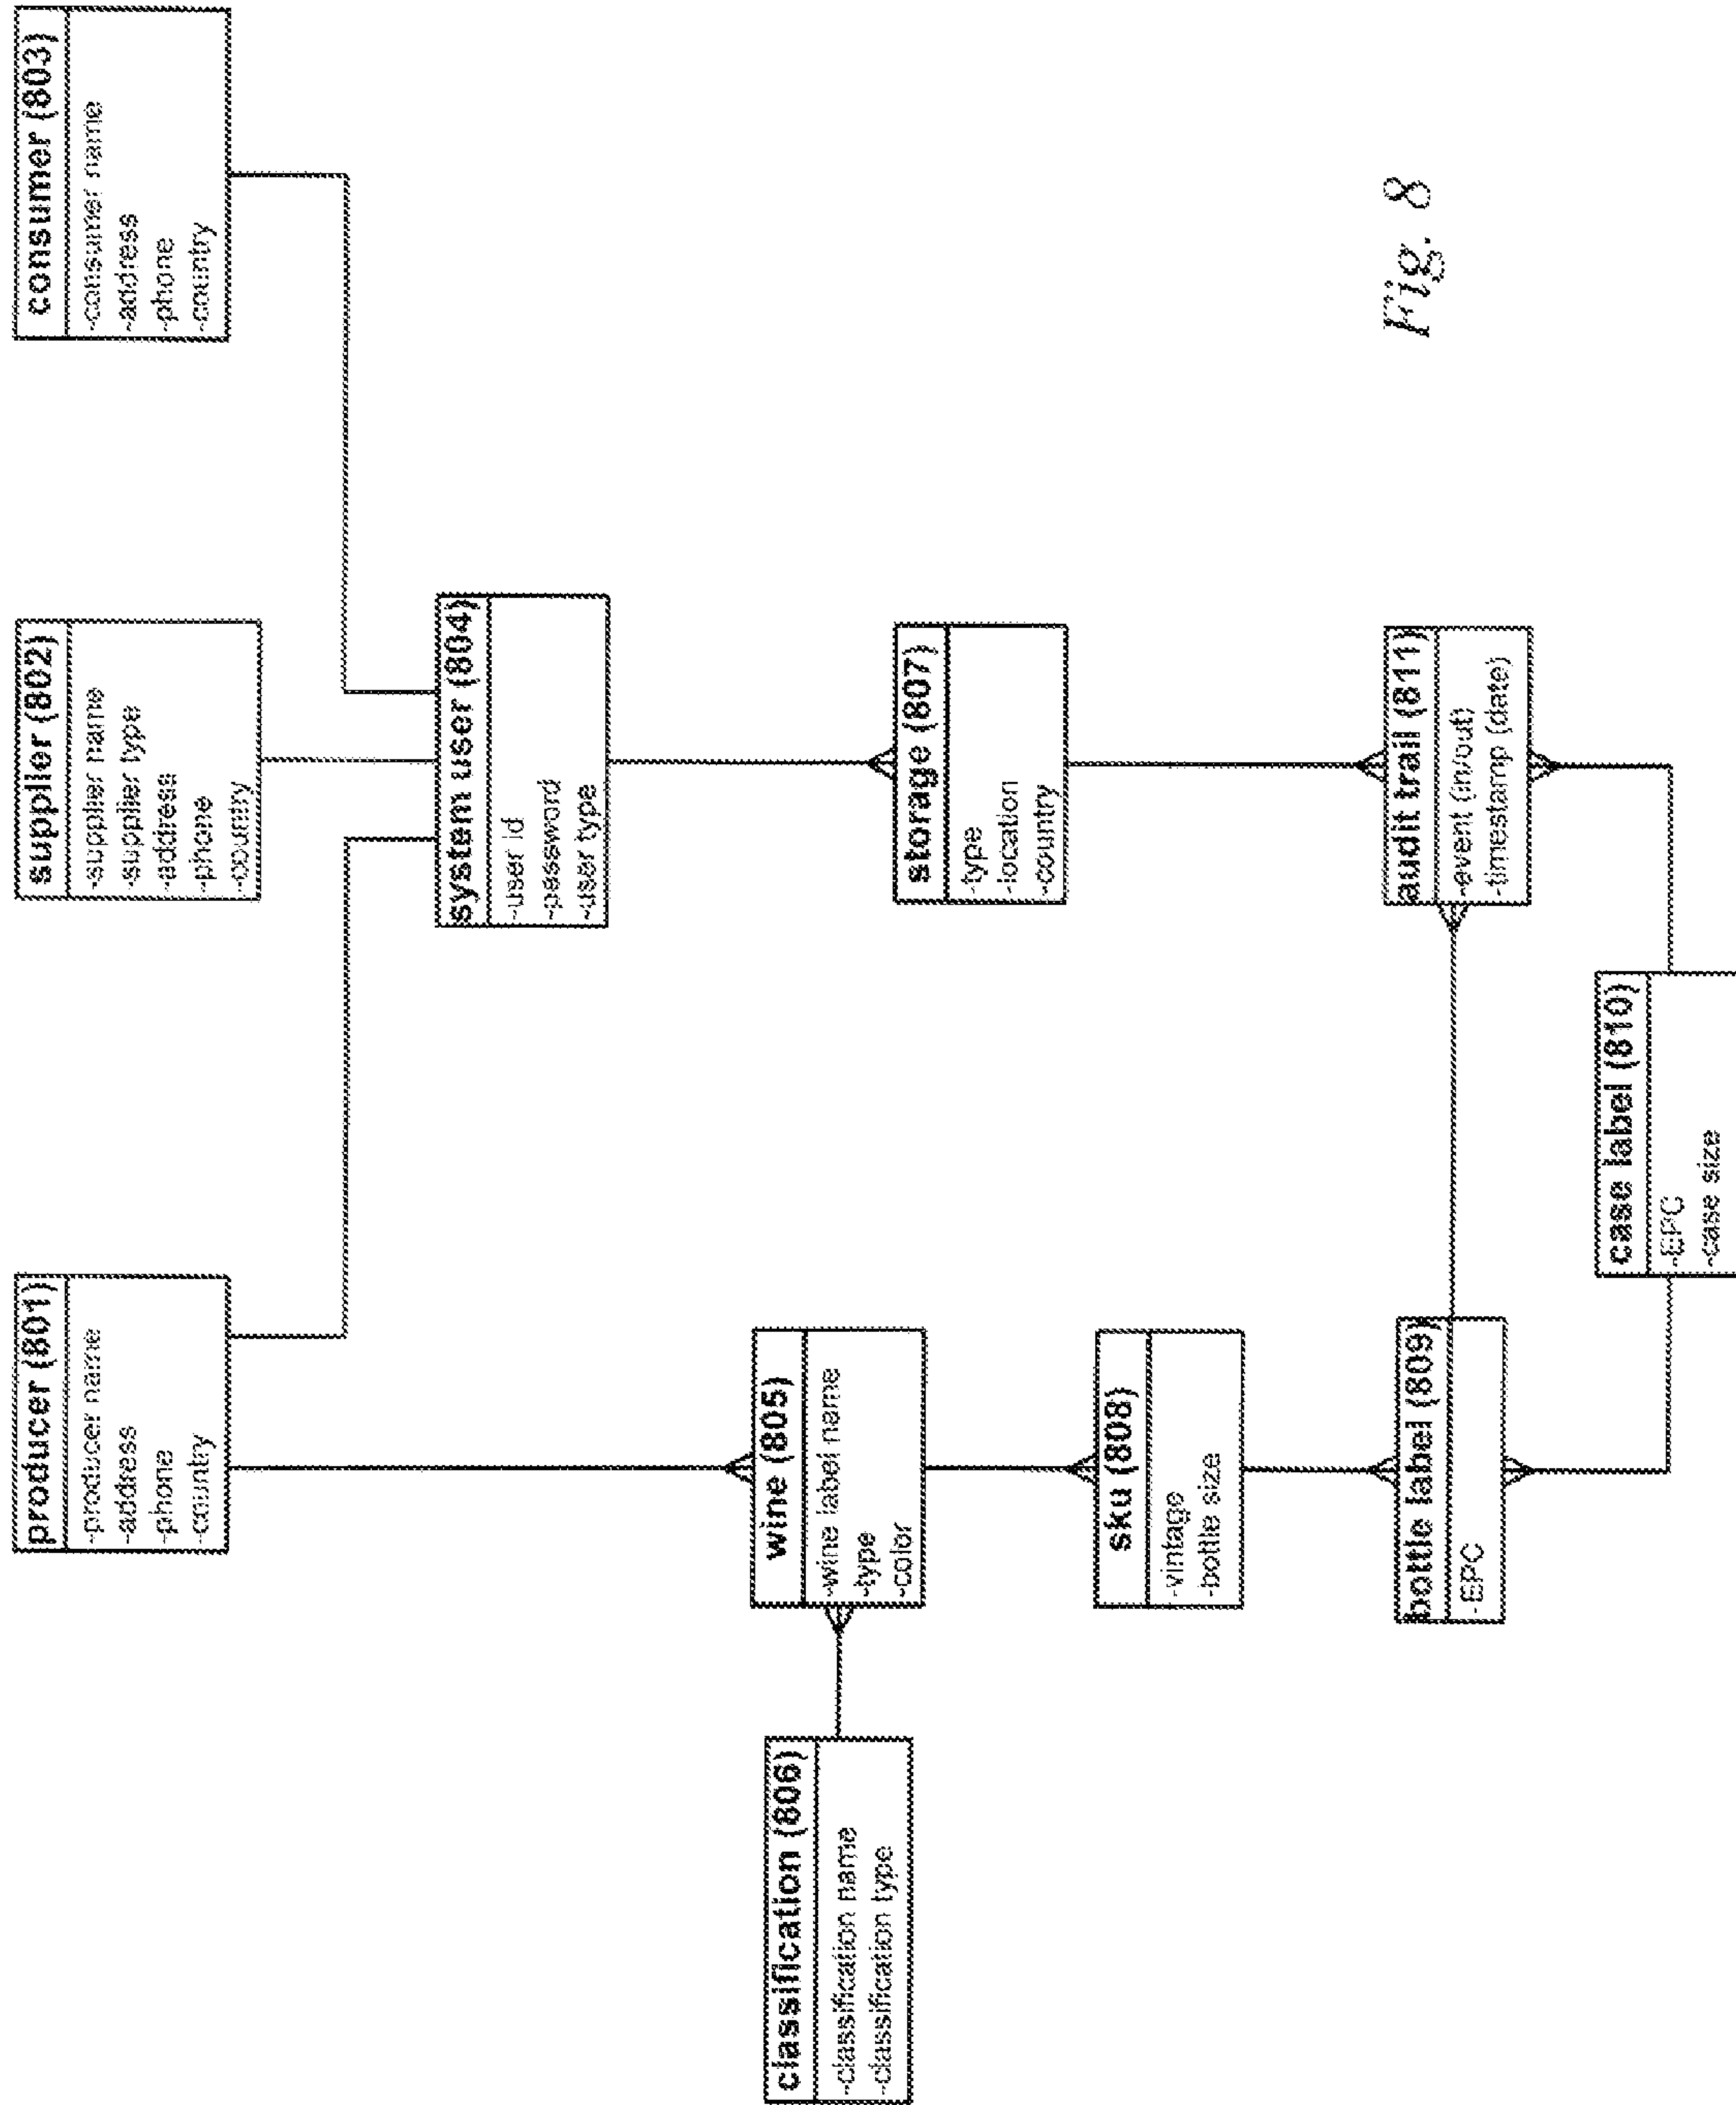 producer (801)
-producer name
-address
-phone
-country
supplier (802)
-supplier name
-supplier type
-address
-phone
-country
consumer (803)
-consumer name
-address
-phone
-country
system user (804)
-user id
-password
-user type
classification (806)
-classification name
-classification type
wine (805)
-wine label name
-type
-color
storage (807)
-type
-location
-country
sku (808)
-vintage
-bottle size
bottle label (809)
-EPC
audit trail (811)
-event (in/out)
-timestamp (date)
case label (810)
-EPC
-case size
Fig. 8